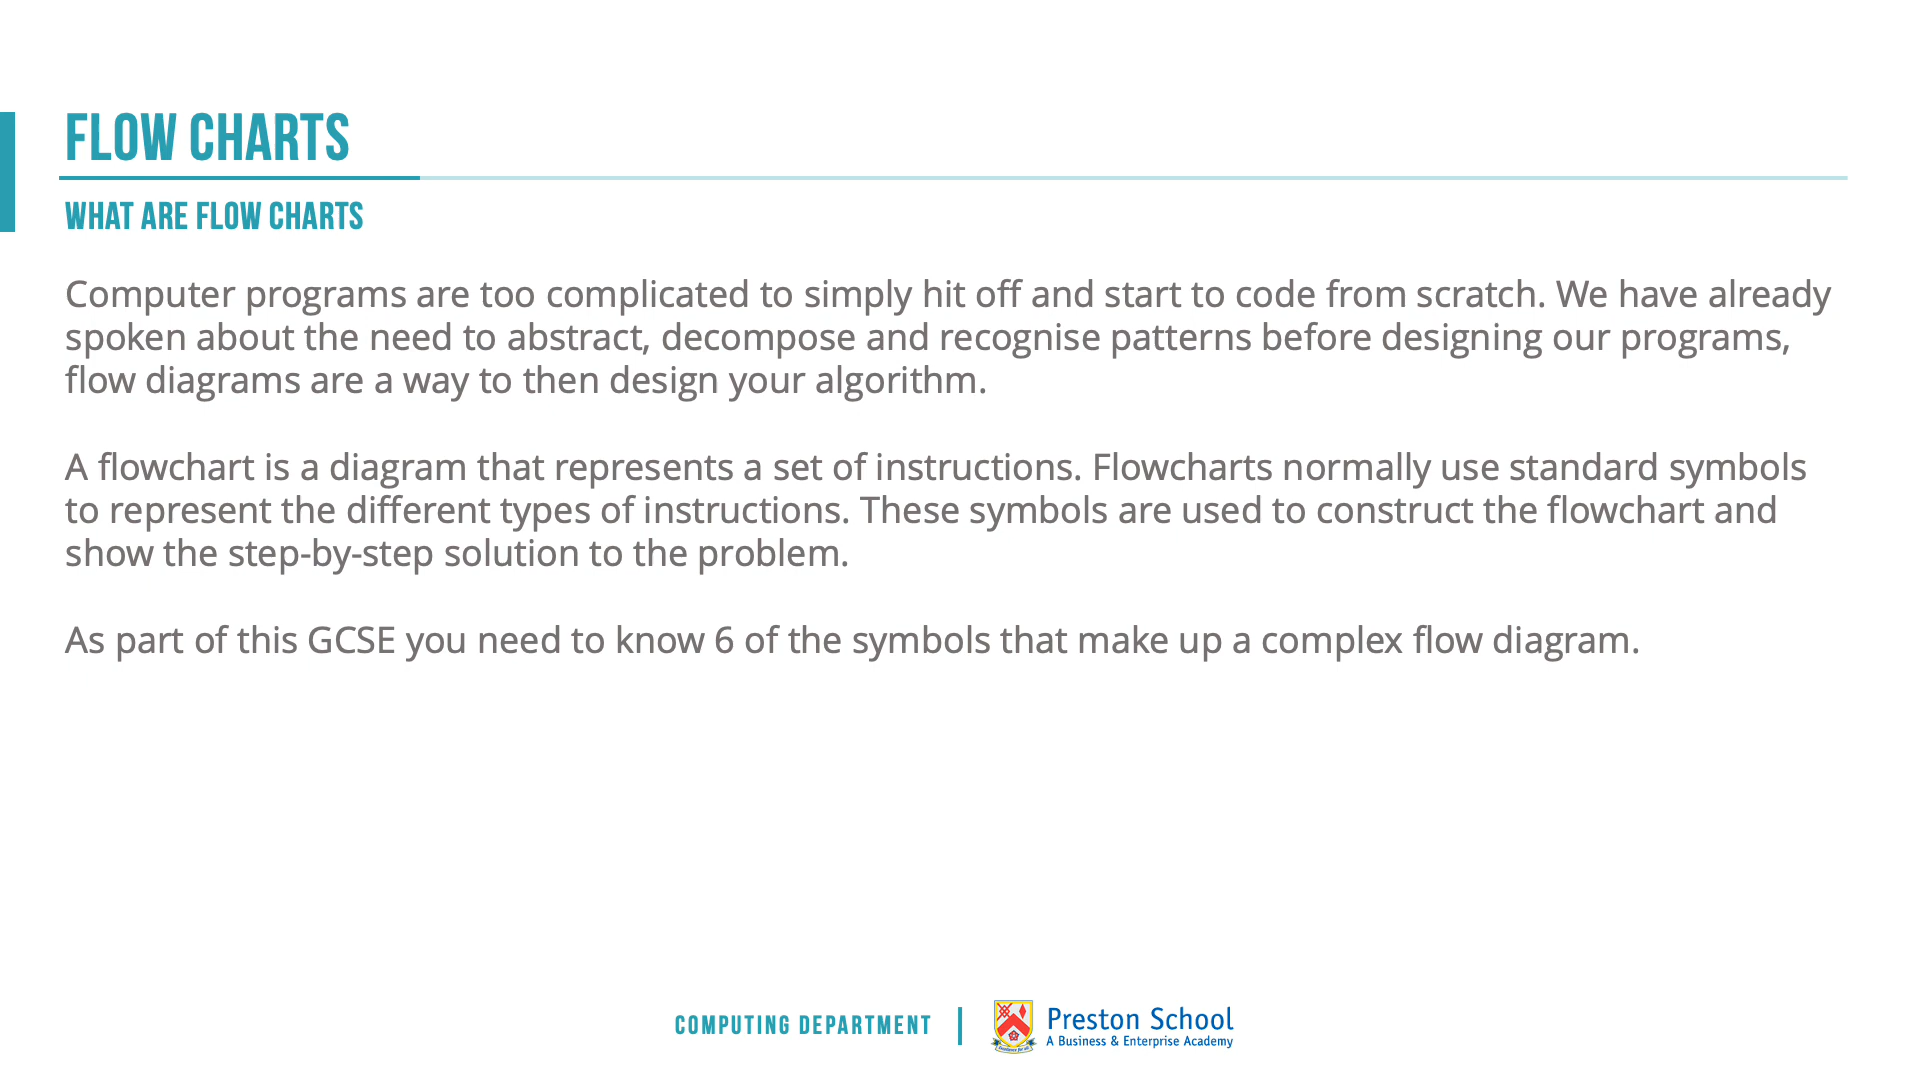 FLOW CHARTS
WHAT ARE FLOW CHARTS
Computer programs are too complicated to simply hit off and start to code from scratch. We have already
spoken about the need to abstract, decompose and recognise patterns before designing our programs,
flow diagrams are a way to then design your algorithm.
A flowchart is a diagram that represents a set of instructions. Flowcharts normally use standard symbols
to represent the different types of instructions. These symbols are used to construct the flowchart and
show the step-by-step solution to the problem.
As part of this GCSE you need to know 6 of the symbols that make up a complex flow diagram.
COMPUTING DEPARTMENT
Preston School
A Business & Enterprise Academy